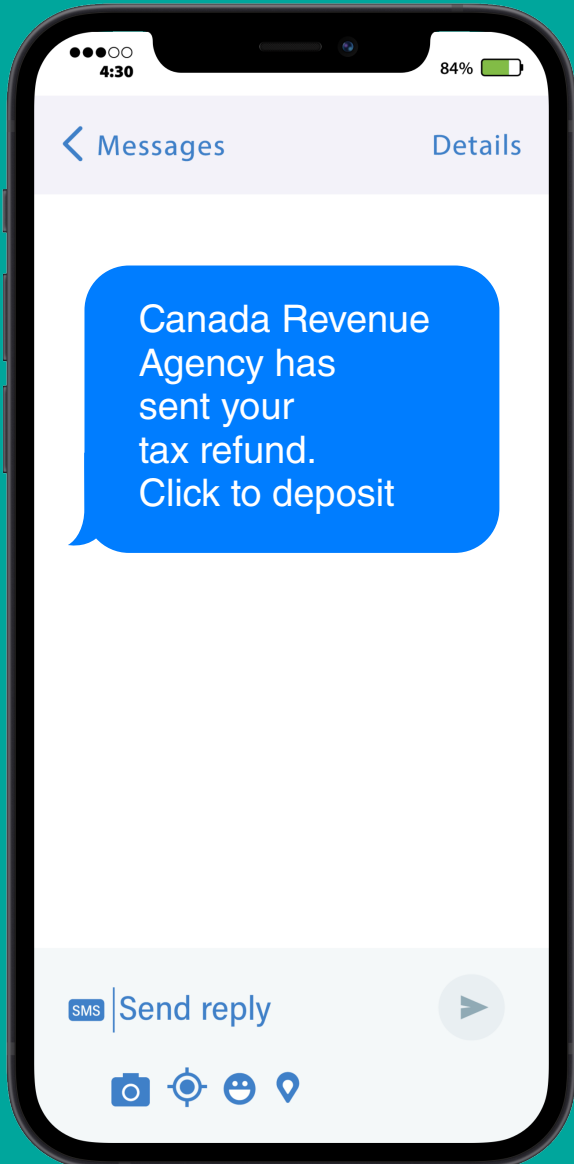 4:30
84%
Messages
Details
Canada Revenue
Agency has
sent your
tax refund.
Click to deposit
SMS
Send reply